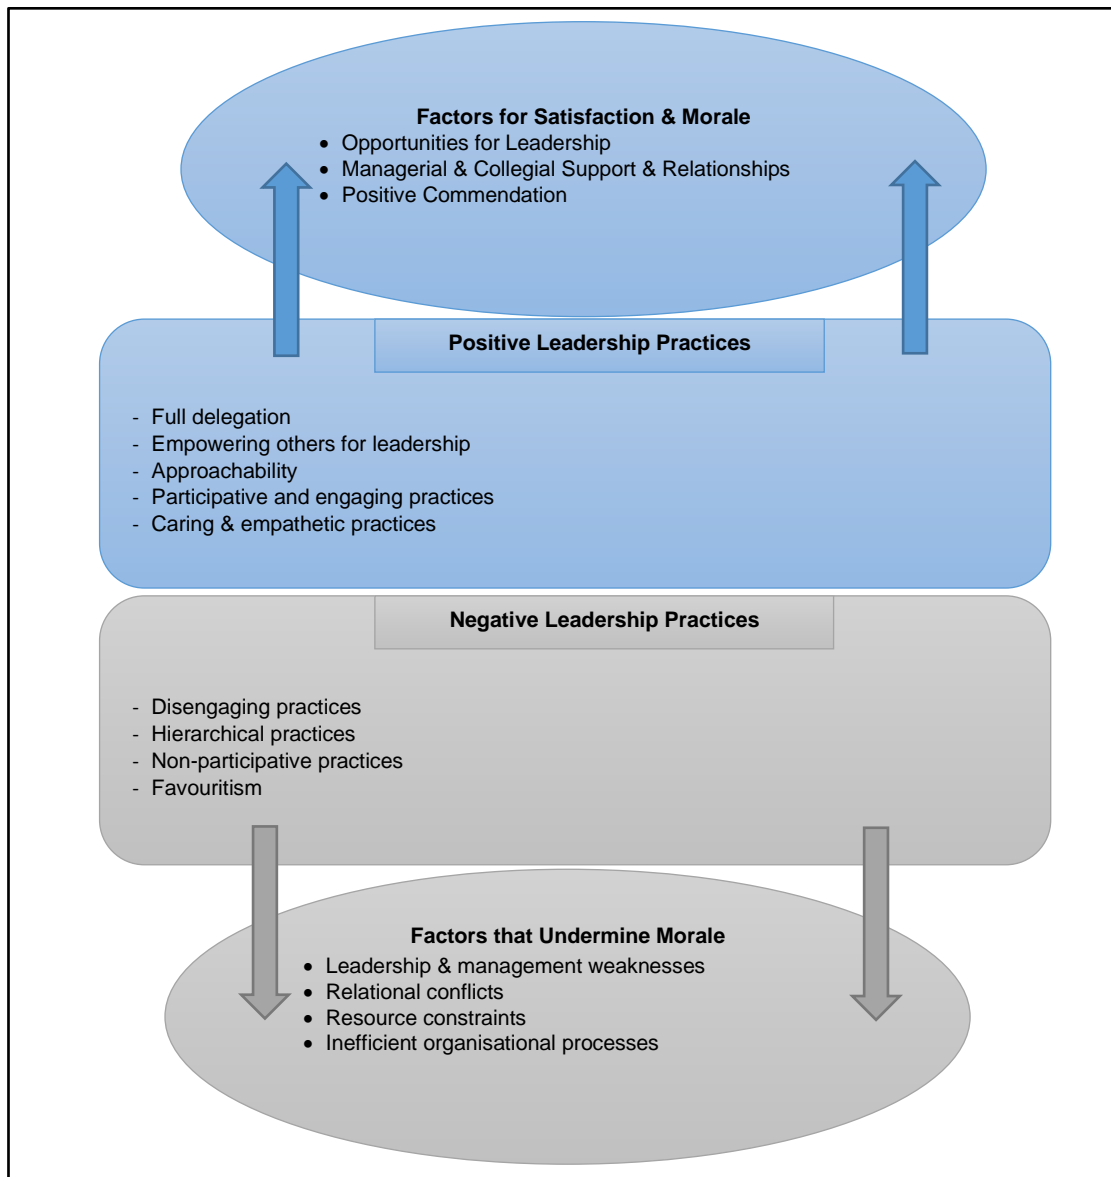 Factors for Satisfaction & Morale
• Opportunities for Leadership
• Managerial & Collegial Support & Relationships
• Positive Commendation
Positive Leadership Practices
- Full delegation
- Empowering others for leadership
- Approachability
- Participative and engaging practices
- Caring & empathetic practices
Negative Leadership Practices
- Disengaging practices
- Hierarchical practices
- Non-participative practices
- Favouritism
Factors that Undermine Morale
• Leadership & management weaknesses
• Relational conflicts
• Resource constraints
• Inefficient organisational processes